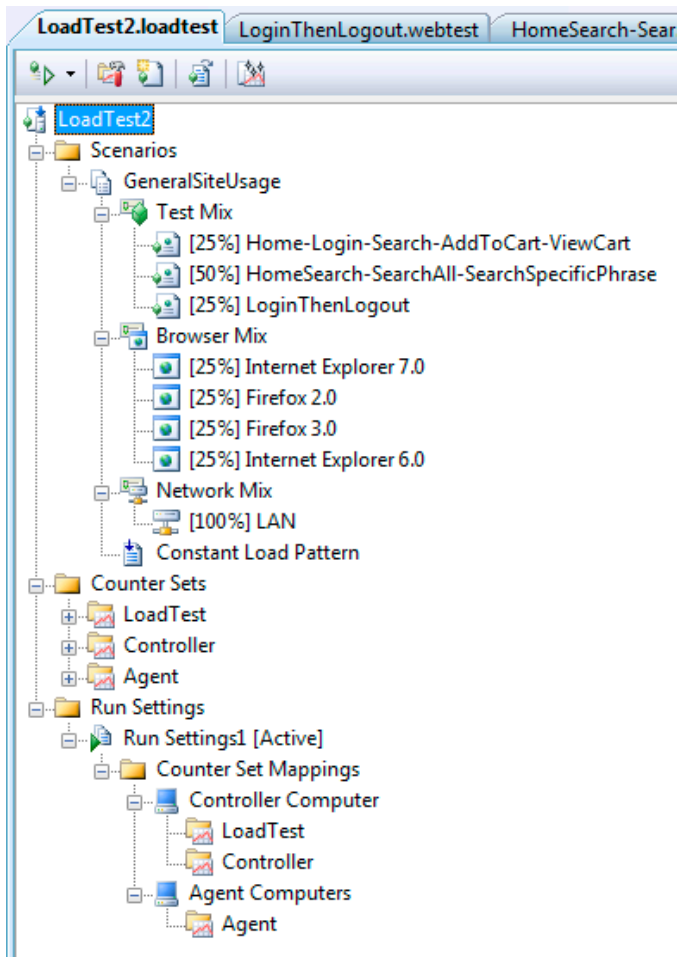 LoadTest2.loadtest LoginThenLogout.webtest HomeSearch-Sear
LoadTest2
Scenarios
GeneralSiteUsage
Test Mix
[25%] Home-Login-Search-AddToCart-ViewCart
[50%] HomeSearch-SearchAll-SearchSpecificPhrase
[25%] LoginThenLogout
Browser Mix
[25%] Internet Explorer 7.0
[25%] Firefox 2.0
[25%] Firefox 3.0
[25%] Internet Explorer 6.0
Network Mix
[100%] LAN
Constant Load Pattern
Counter Sets
LoadTest
Controller
Agent
Run Settings
Run Settings1 [Active]
Counter Set Mappings
Controller Computer
LoadTest
Controller
Agent Computers
Agent